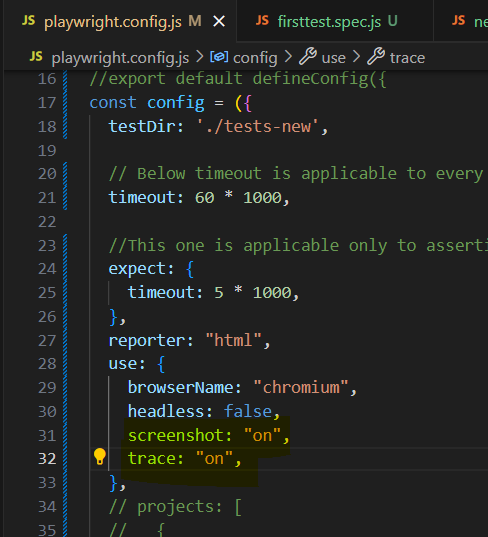 JS playwright.config.js M × JS firsttest.spec.js U JS
JS playwright.config.js > config > use > trace
16 //export default defineConfig({
17 const config = ({
18 testDir: './tests-new',
19
20 // Below timeout is applicable to every
21 timeout: 60 * 1000,
22
23 //This one is applicable only to asserti
24 expect: {
25 timeout: 5 * 1000,
26 },
27 reporter: "html",
28 use: {
29 browserName: "chromium",
30 headless: false,
31 screenshot: "on",
32 trace: "on",
33 },
34 // projects: [
35 // {